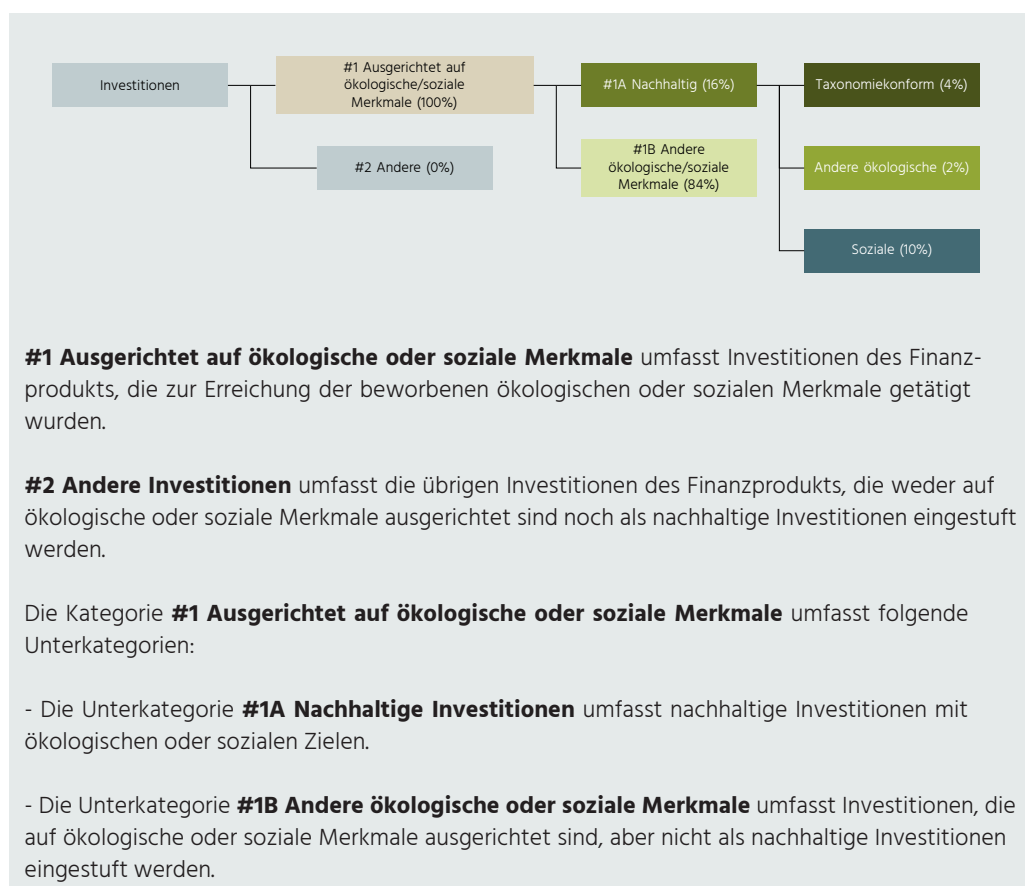 Investitionen
#1 Ausgerichtet auf
ökologische/soziale
Merkmale (100%)
#1A Nachhaltig (16%)
Taxonomiekonform (4%)
#2 Andere (0%)
#1B Andere
ökologische/soziale
Merkmale (84%)
Andere ökologische (2%)
Soziale (10%)
#1 Ausgerichtet auf ökologische oder soziale Merkmale umfasst Investitionen des Finanz-
produkts, die zur Erreichung der beworbenen ökologischen oder sozialen Merkmale getätigt
wurden.
#2 Andere Investitionen umfasst die übrigen Investitionen des Finanzprodukts, die weder auf
ökologische oder soziale Merkmale ausgerichtet sind noch als nachhaltige Investitionen eingestuft
werden.
Die Kategorie #1 Ausgerichtet auf ökologische oder soziale Merkmale umfasst folgende
Unterkategorien:
- Die Unterkategorie #1A Nachhaltige Investitionen umfasst nachhaltige Investitionen mit
ökologischen oder sozialen Zielen.
- Die Unterkategorie #1B Andere ökologische oder soziale Merkmale umfasst Investitionen, die
auf ökologische oder soziale Merkmale ausgerichtet sind, aber nicht als nachhaltige Investitionen
eingestuft werden.